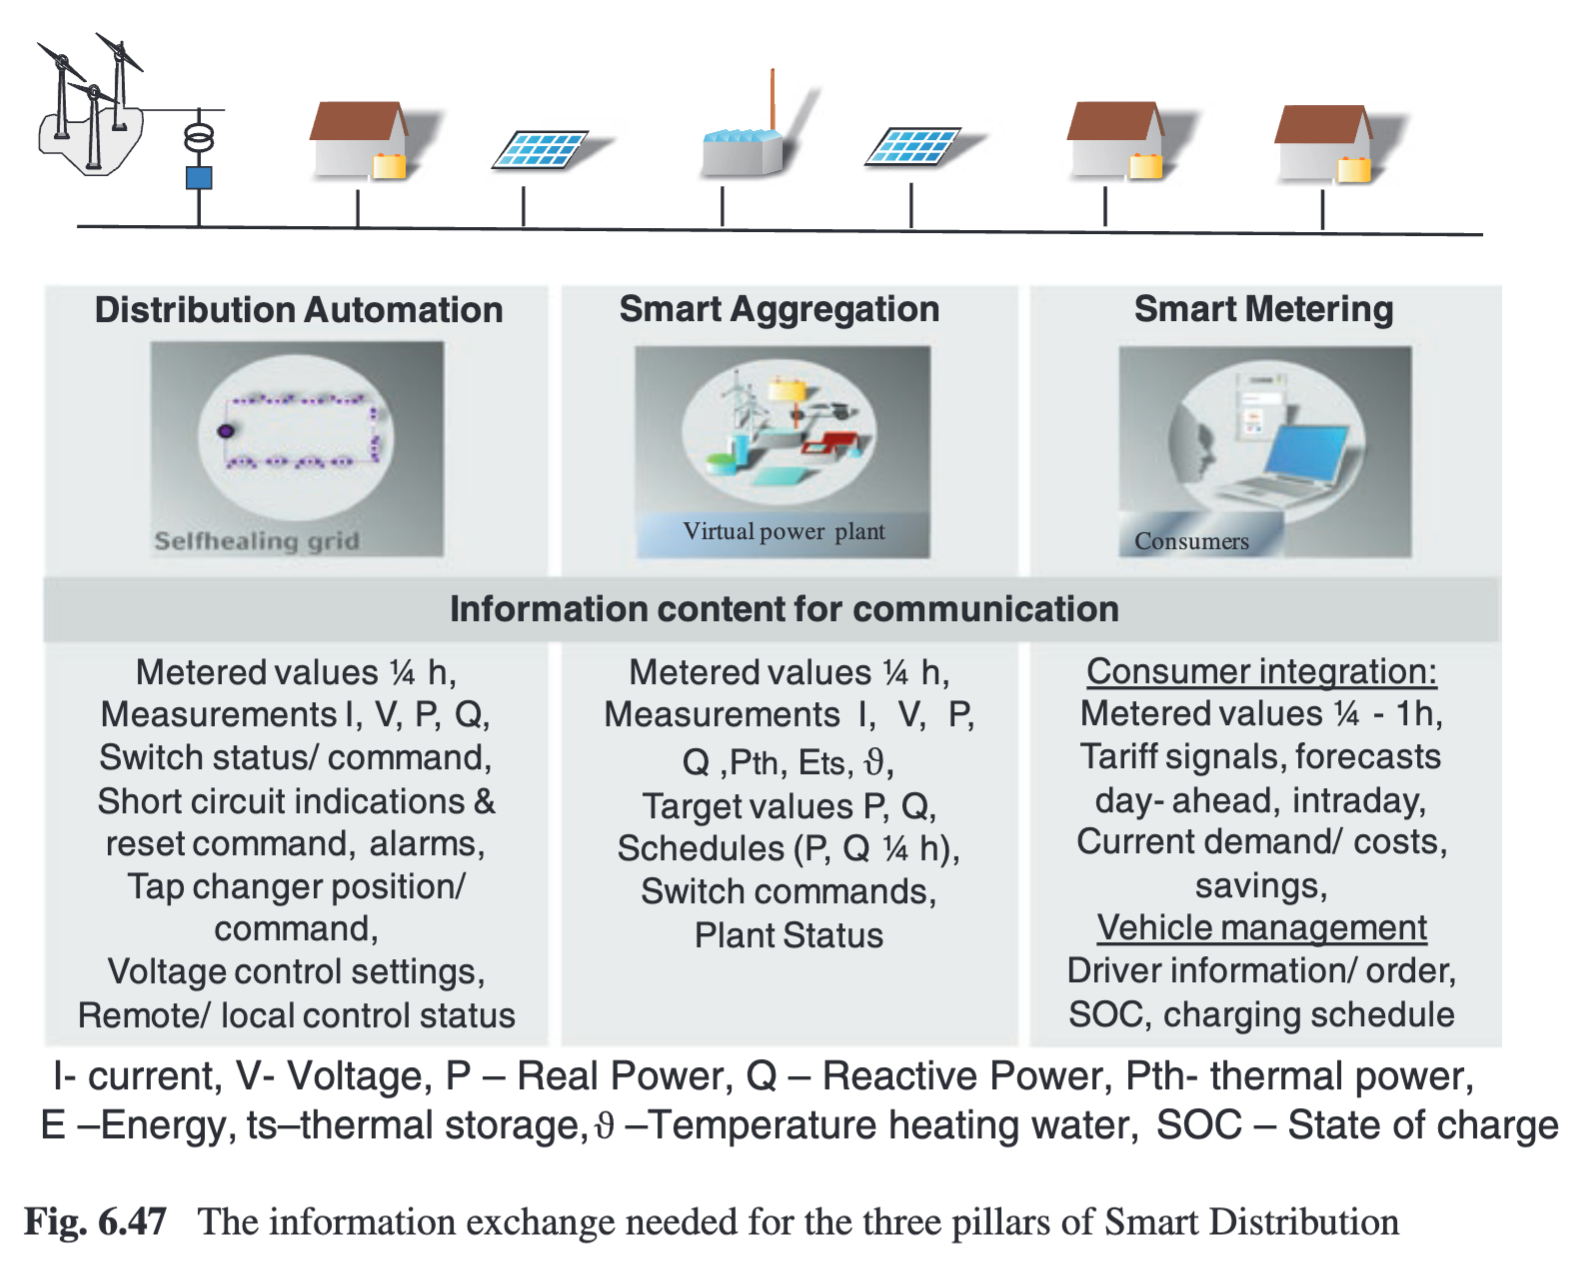 Distribution Automation
Selfhealing grid
Smart Aggregation
Virtual power plant
Smart Metering
Consumers
Information content for communication
Metered values ¼ h,
Measurements I, V, P, Q,
Switch status/ command,
Short circuit indications &
reset command, alarms,
Tap changer position/
command,
Voltage control settings,
Remote/ local control status
Metered values ¼ h,
Measurements I, V, P,
Q ,Pth, Ets, ϑ,
Target values P, Q,
Schedules (P, Q ¼ h),
Switch commands,
Plant Status
Consumer integration:
Metered values ¼ - 1h,
Tariff signals, forecasts
day- ahead, intraday,
Current demand/ costs,
savings,
Vehicle management
Driver information/ order,
SOC, charging schedule
I- current, V- Voltage, P – Real Power, Q – Reactive Power, Pth- thermal power,
E –Energy, ts–thermal storage, ϑ –Temperature heating water, SOC – State of charge
Fig. 6.47 The information exchange needed for the three pillars of Smart Distribution